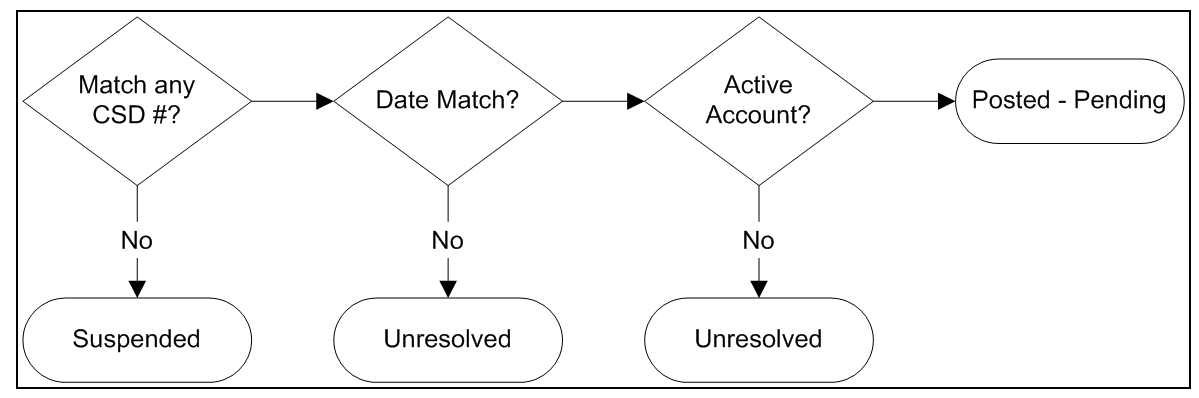 Match any
CSD #?
Date Match?
Active
Account?
Posted - Pending
No
No
No
Suspended
Unresolved
Unresolved